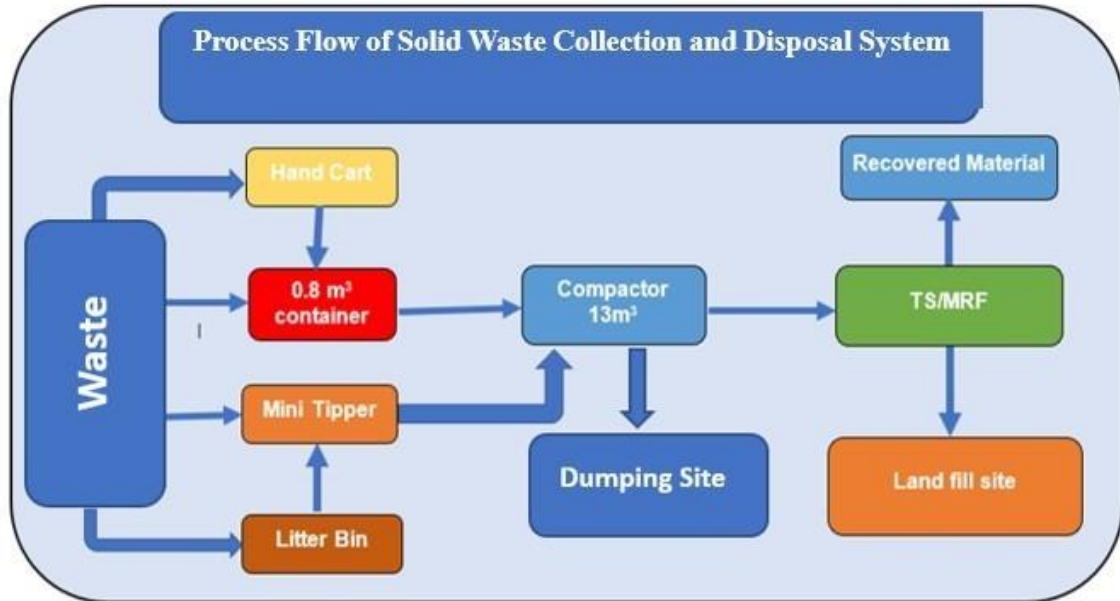 Process Flow of Solid Waste Collection and Disposal System
Hand Cart
Recovered Material
Waste
0.8 m³
container
Compactor
13m³
TS/MRF
Mini Tipper
Dumping Site
Land fill site
Litter Bin